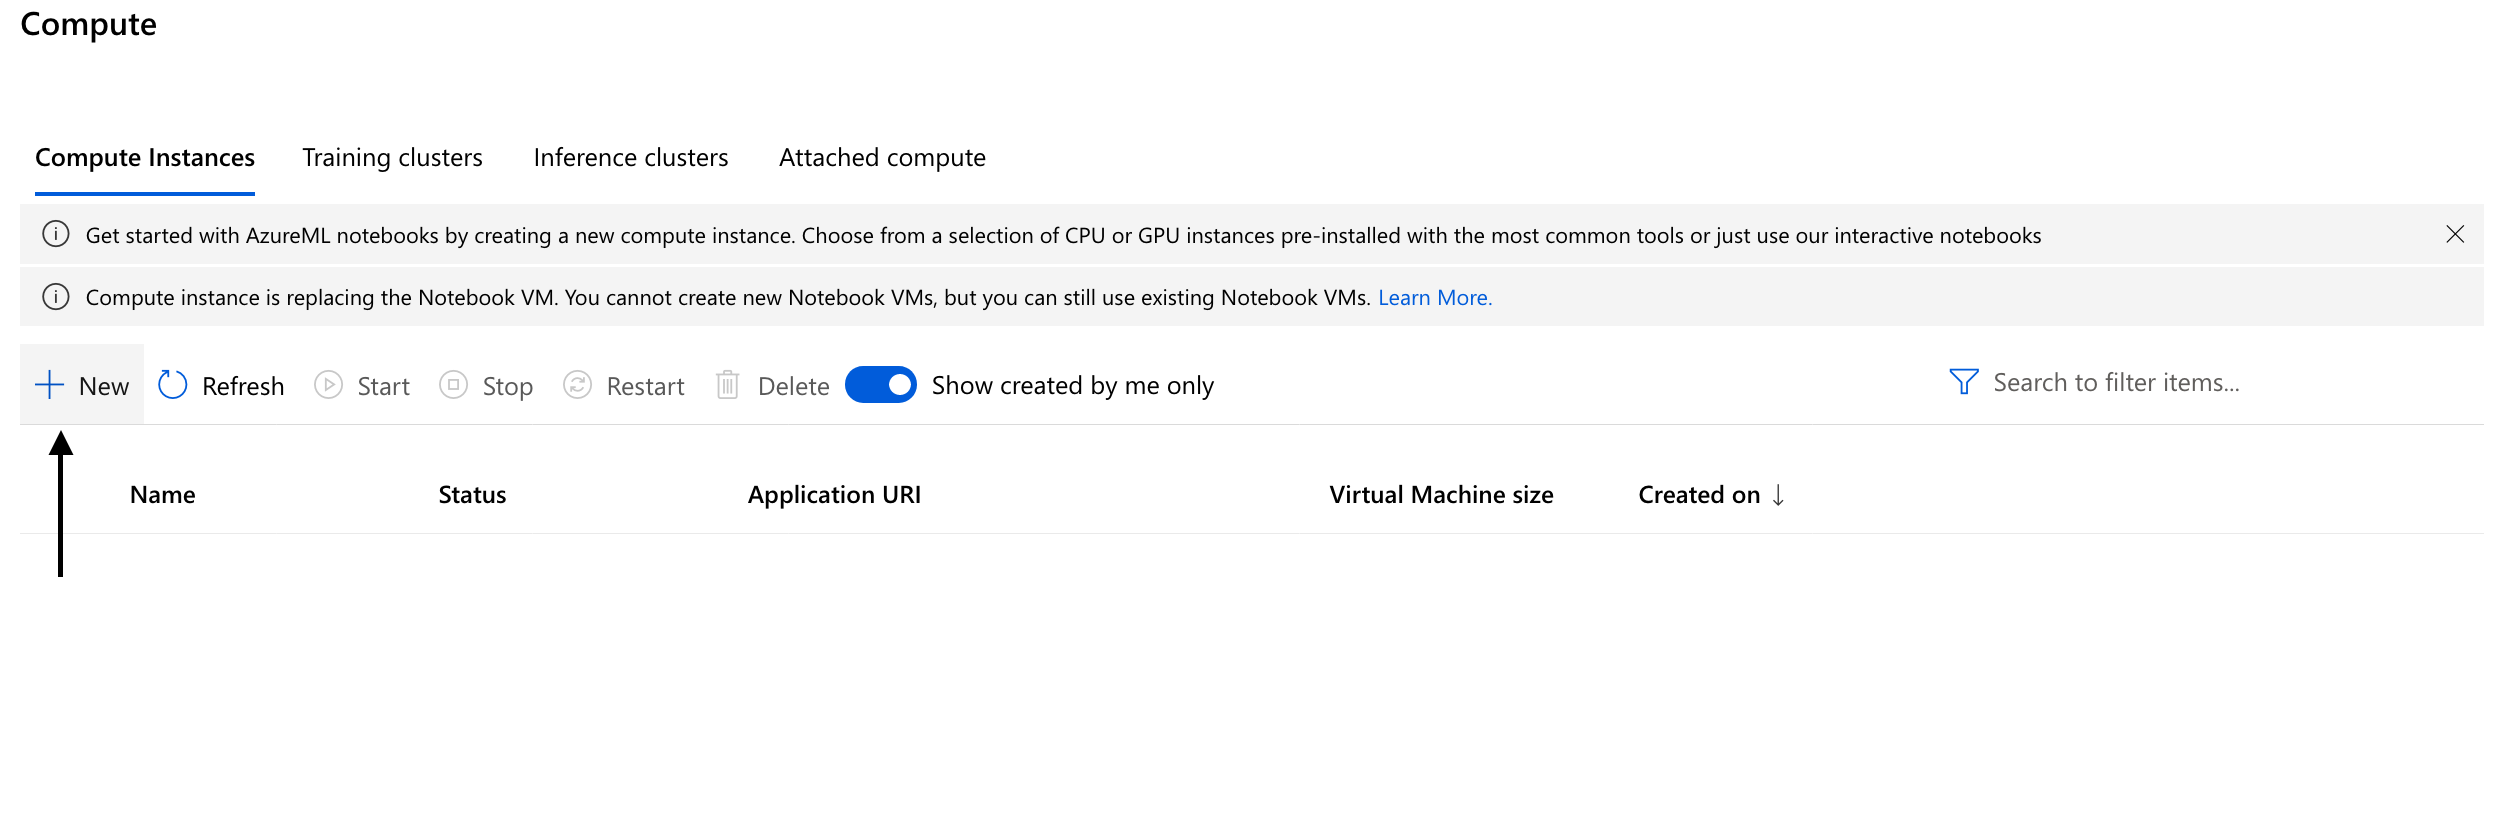 Compute
Compute Instances Training clusters Inference clusters Attached compute
Get started with AzureML notebooks by creating a new compute instance. Choose from a selection of CPU or GPU instances pre-installed with the most common tools or just use our interactive notebooks
Compute instance is replacing the Notebook VM. You cannot create new Notebook VMs, but you can still use existing Notebook VMs. Learn More.
New Refresh Start Stop Restart Delete Show created by me only Search to filter items...
Name Status Application URI Virtual Machine size Created on